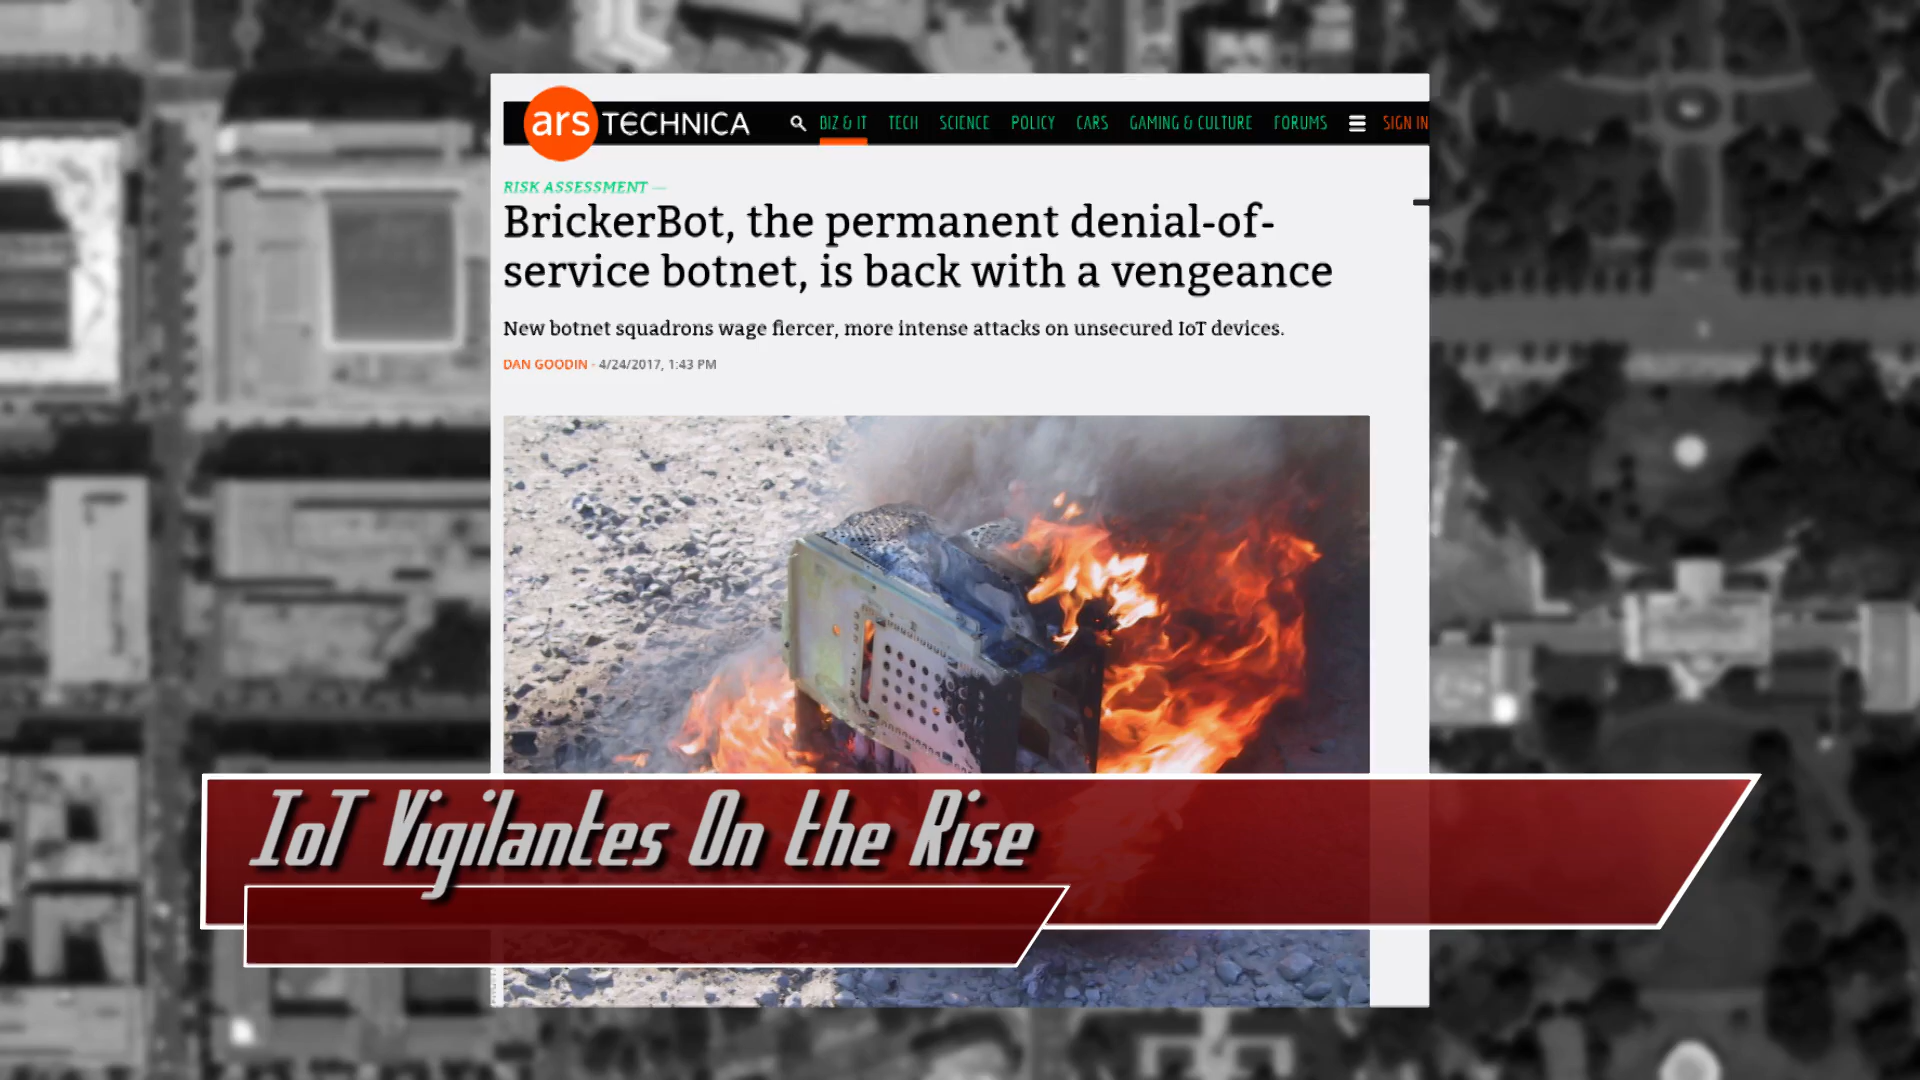 ars TECHNICA BIZ & IT TECH SCIENCE POLICY CARS GAMING & CULTURE FORUMS SIGN IN
RISK ASSESSMENT —
BrickerBot, the permanent denial-of-
service botnet, is back with a vengeance
New botnet squadrons wage fiercer, more intense attacks on unsecured IoT devices.
DAN GOODIN - 4/24/2017, 1:43 PM
IoT Vigilantes On the Rise